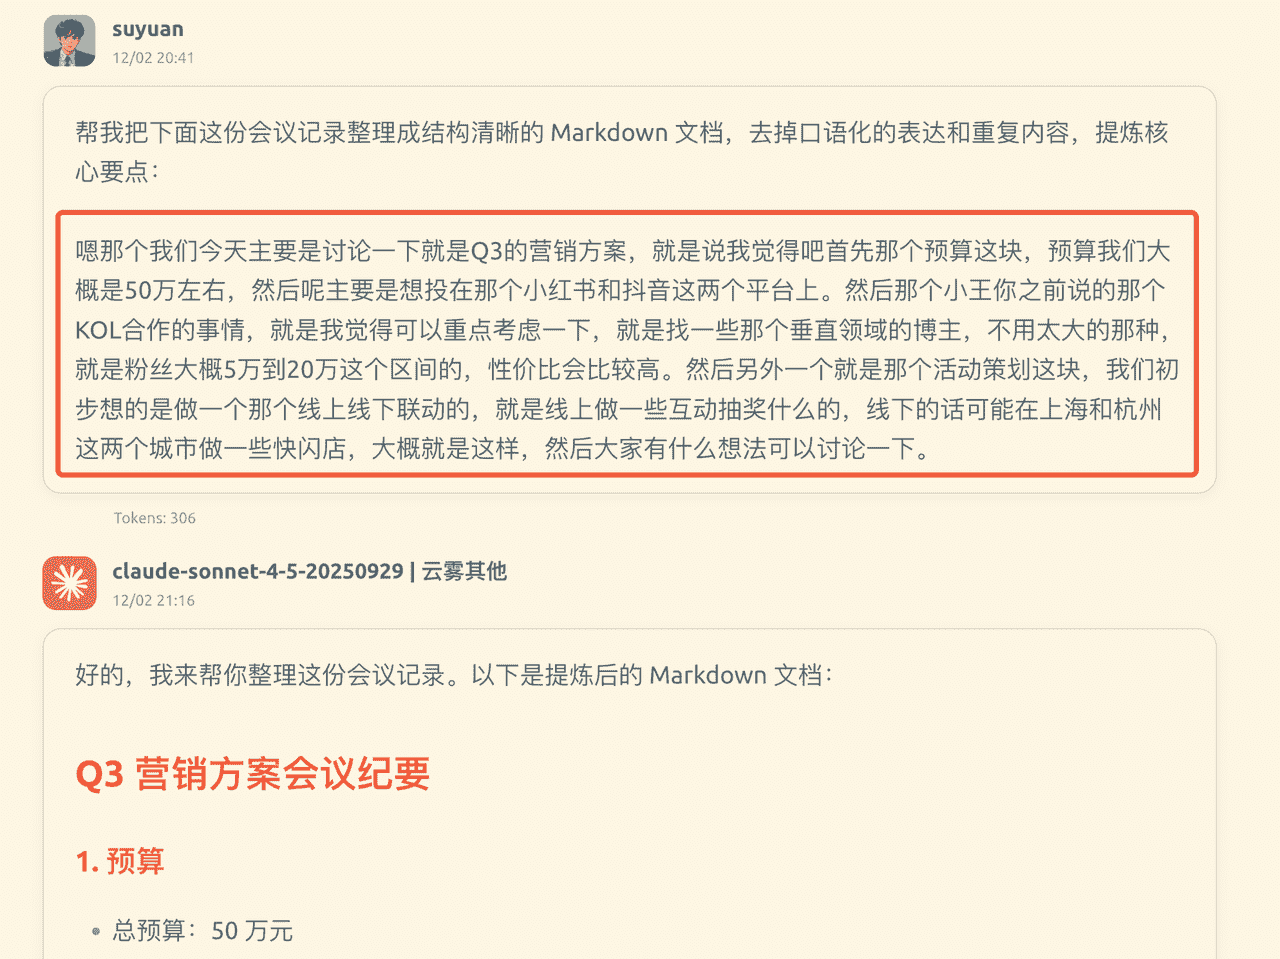 suyuan
12/02 20:41
帮我把下面这份会议记录整理成结构清晰的 Markdown 文档，去掉口语化的表达和重复内容，提炼核
心要点：
嗯那个我们今天主要是讨论一下就是Q3的营销方案，就是说我觉得吧首先那个预算这块，预算我们大
概是50万左右，然后呢主要是想投在那个小红书和抖音这两个平台上。然后那个小王你之前说的那个
KOL合作的事情，就是我觉得可以重点考虑一下，就是找一些那个垂直领域的博主，不用太大的那种，
就是粉丝大概5万到20万这个区间的，性价比会比较高。然后另外一个就是那个活动策划这块，我们初
步想的是做一个那个线上线下联动的，就是线上做一些互动抽奖什么的，线下的话可能在上海和杭州
这两个城市做一些快闪店，大概就是这样，然后大家有什么想法可以讨论一下。
Tokens: 306
claude-sonnet-4-5-20250929 | 云雾其他
12/02 21:16
好的，我来帮你整理这份会议记录。以下是提炼后的 Markdown 文档：
Q3 营销方案会议纪要
1. 预算
• 总预算：50 万元